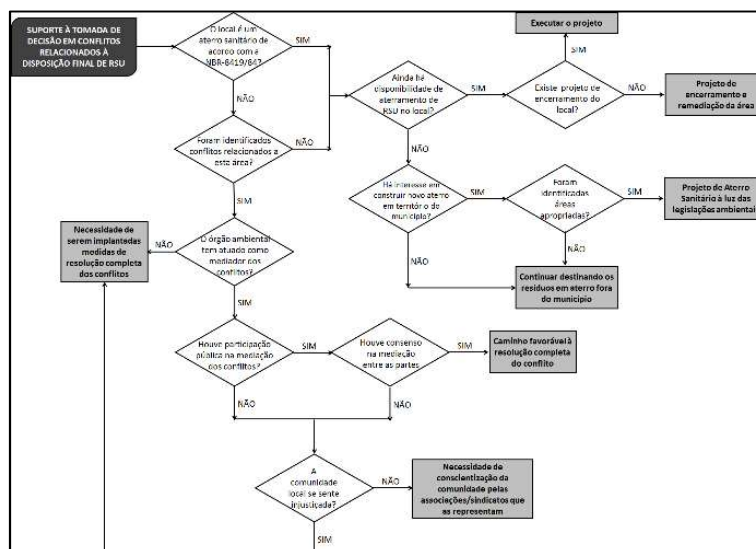 SUPORTE À TOMADA DE
DECISÃO EM CONFLITOS
RELACIONADOS À
DISPOSIÇÃO FINAL DE RSU
O local é um
aterro sanitário de
acordo com a
NBR-8419/84?
SIM
NÃO
Foram identificados
conflitos relacionados a
esta área?
NÃO
SIM
Ainda há
disponibilidade de
aterramento de
RSU no local?
SIM
NÃO
Existe projeto de
encerramento do
local?
SIM
Executar o projeto
NÃO
Projeto de
encerramento e
remediação da área
Há interesse em
construir novo aterro
em território do
município?
SIM
NÃO
Foram
identificadas
áreas
apropriadas?
SIM
NÃO
Projeto de Aterro
Sanitário à luz das
legislações ambientai
Continuar destinando os
resíduos em aterro fora
do município
O órgão ambiental
tem atuado como
mediador dos
conflitos?
NÃO
SIM
Necessidade de
serem implantadas
medidas de
resolução completa
dos conflitos
Houve participação
pública na mediação
dos conflitos?
SIM
NÃO
Houve consenso
na mediação
entre as partes
SIM
NÃO
Caminho favorável à
resolução completa
do conflito
A
comunidade
local se sente
injustiçada?
NÃO
SIM
Necessidade de
conscientização da
comunidade pelas
associações/sindicatos que
as representam